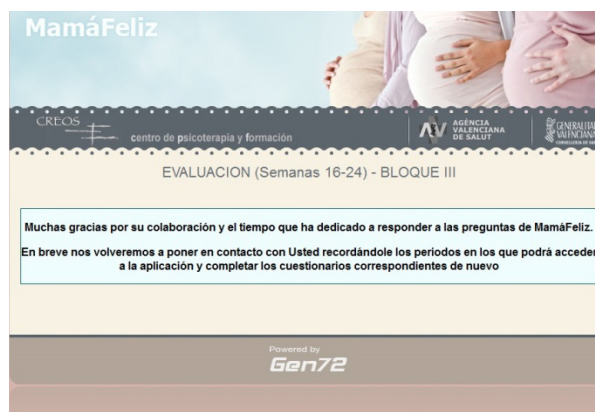 MamáFeliz
CREOS
centro de psicoterapia y formación
AGÈNCIA
VALENCIANA
DE SALUT
GENERALITAT
VALENCIANA
EVALUACION (Semanas 16-24) - BLOQUE III
Muchas gracias por su colaboración y el tiempo que ha dedicado a responder a las preguntas de MamáFeliz.
En breve nos volveremos a poner en contacto con Usted recordándole los periodos en los que podrá acceder
a la aplicación y completar los cuestionarios correspondientes de nuevo
Powered by
Gen72